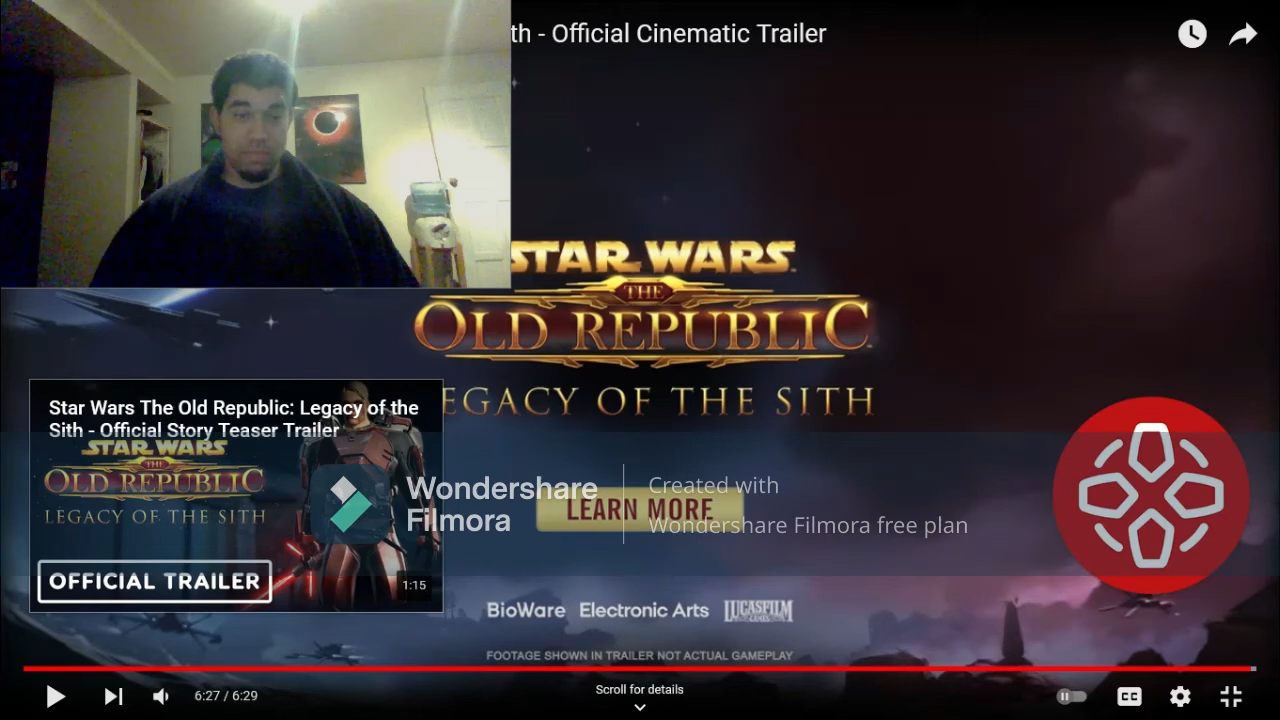 th - Official Cinematic Trailer
STAR WARS
THE
OLD REPUBLIC
EGACY OF THE SITH
Star Wars The Old Republic: Legacy of the
Sith - Official Story Teaser Trailer
STAR WARS
THE
OLD REPUBLIC
LEGACY OF THE SITH
OFFICIAL TRAILER
1:15
Wondershare
Filmora
Created with
Wondershare Filmora free plan
LEARN MORE
BioWare Electronic Arts LUCASFILM
GAMES
FOOTAGE SHOWN IN TRAILER NOT ACTUAL GAMEPLAY
6:27 / 6:29
Scroll for details
CC